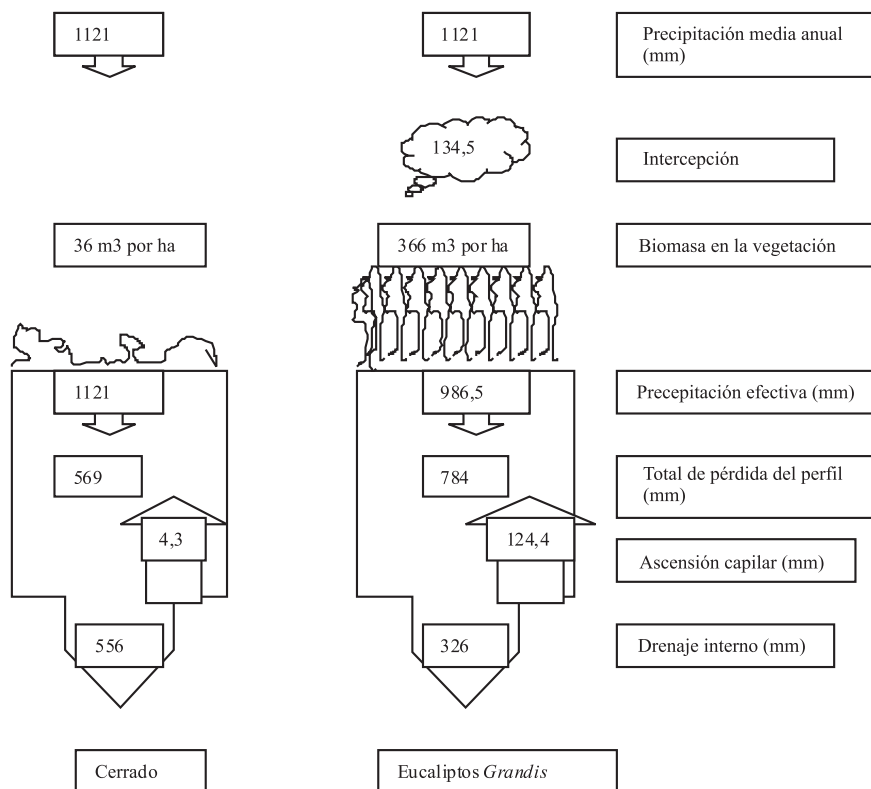 1121
1121
Precipitación media anual
(mm)
134,5
Intercepción
36 m3 por ha
366 m3 por ha
Biomasa en la vegetación
1121
986,5
Precepitación efectiva (mm)
569
784
Total de pérdida del perfil
(mm)
4,3
124,4
Ascensión capilar (mm)
556
326
Drenaje interno (mm)
Cerrado
Eucaliptos Grandis